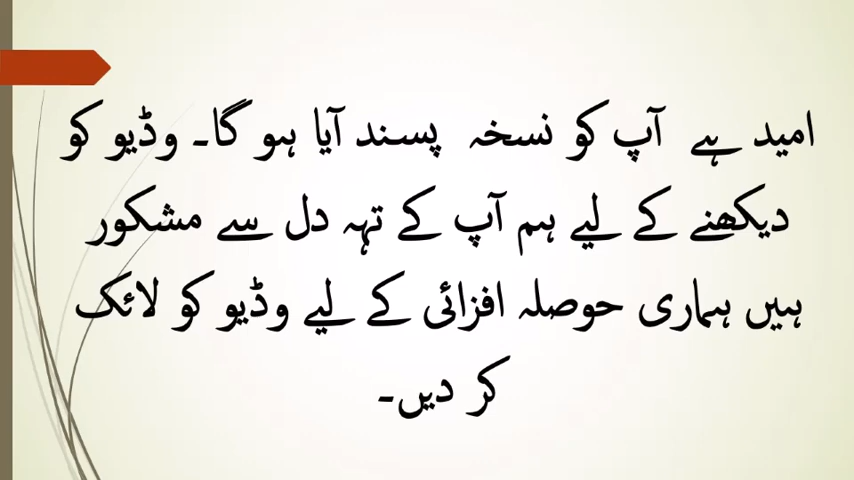 امید ہے آپ کو نسخہ پسند آیا ہو گا۔ وڈیو کو
دیکھنے کے لیے ہم آپ کے تہہ دل سے مشکور
ہیں ہماری حوصلہ افزائی کے لیے وڈیو کو لائک
کر دیں۔